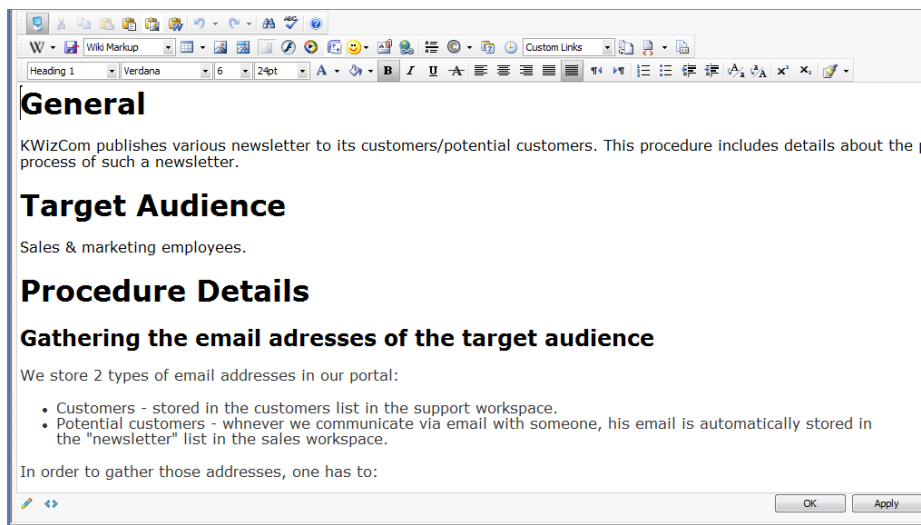 Wiki Markup
Custom Links
Heading 1 Verdana 6 24pt A B I U A
General
KWizCom publishes various newsletter to its customers/potential customers. This procedure includes details about the
process of such a newsletter.
Target Audience
Sales & marketing employees.
Procedure Details
Gathering the email adresses of the target audience
We store 2 types of email addresses in our portal:
• Customers - stored in the customers list in the support workspace.
• Potential customers - whnever we communicate via email with someone, his email is automatically stored in
the "newsletter" list in the sales workspace.
In order to gather those addresses, one has to:
OK Apply